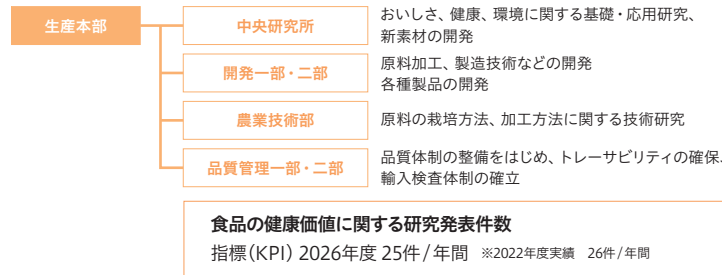 生産本部
中央研究所
おいしさ、健康、環境に関する基礎・応用研究、
新素材の開発
開発一部・二部
原料加工、製造技術などの開発
各種製品の開発
農業技術部
原料の栽培方法、加工方法に関する技術研究
品質管理一部・二部
品質体制の整備をはじめ、トレーサビリティの確保、
輸入検査体制の確立
食品の健康価値に関する研究発表件数
指標(KPI) 2026年度 25件/年間 ※2022年度実績 26件/年間